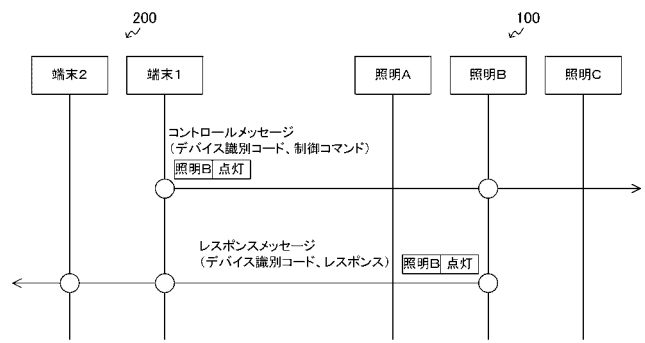 200
100
端末2
端末1
照明A
照明B
照明C
コントロールメッセージ
(デバイス識別コード、制御コマンド)
照明B 点灯
レスポンスメッセージ
(デバイス識別コード、レスポンス)
照明B 点灯